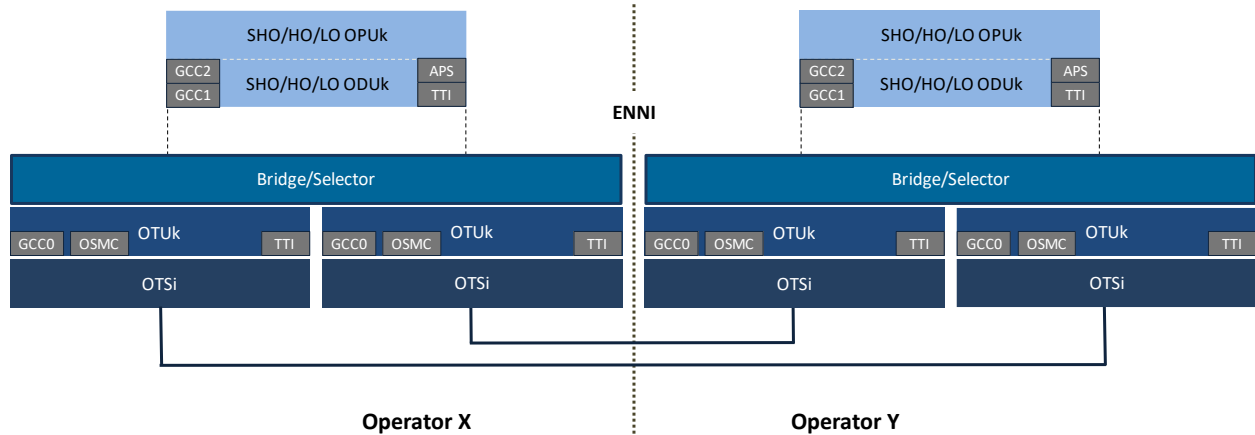 SHO/HO/LO OPUk
SHO/HO/LO OPUk
GCC2
APS
GCC2
APS
SHO/HO/LO ODUk
SHO/HO/LO ODUk
GCC1
TTI
GCC1
TTI
ENNI
Bridge/Selector
Bridge/Selector
OTUk
OTUk
OTUk
OTUk
GCC0
OSMC
TTI
GCC0
OSMC
TTI
GCC0
OSMC
TTI
GCC0
OSMC
TTI
OTSi
OTSi
OTSi
OTSi
Operator X
Operator Y